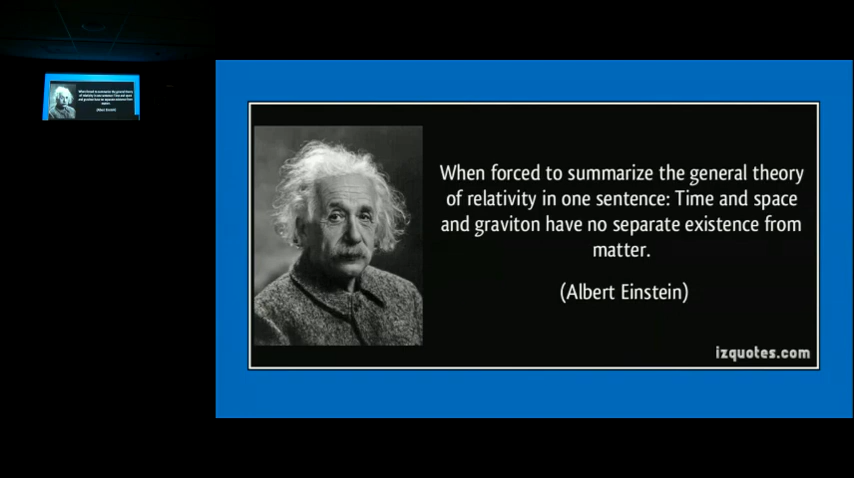 When forced to summarize the general theory
of relativity in one sentence: Time and space
and graviton have no separate existence from
matter.
(Albert Einstein)
izquotes.com